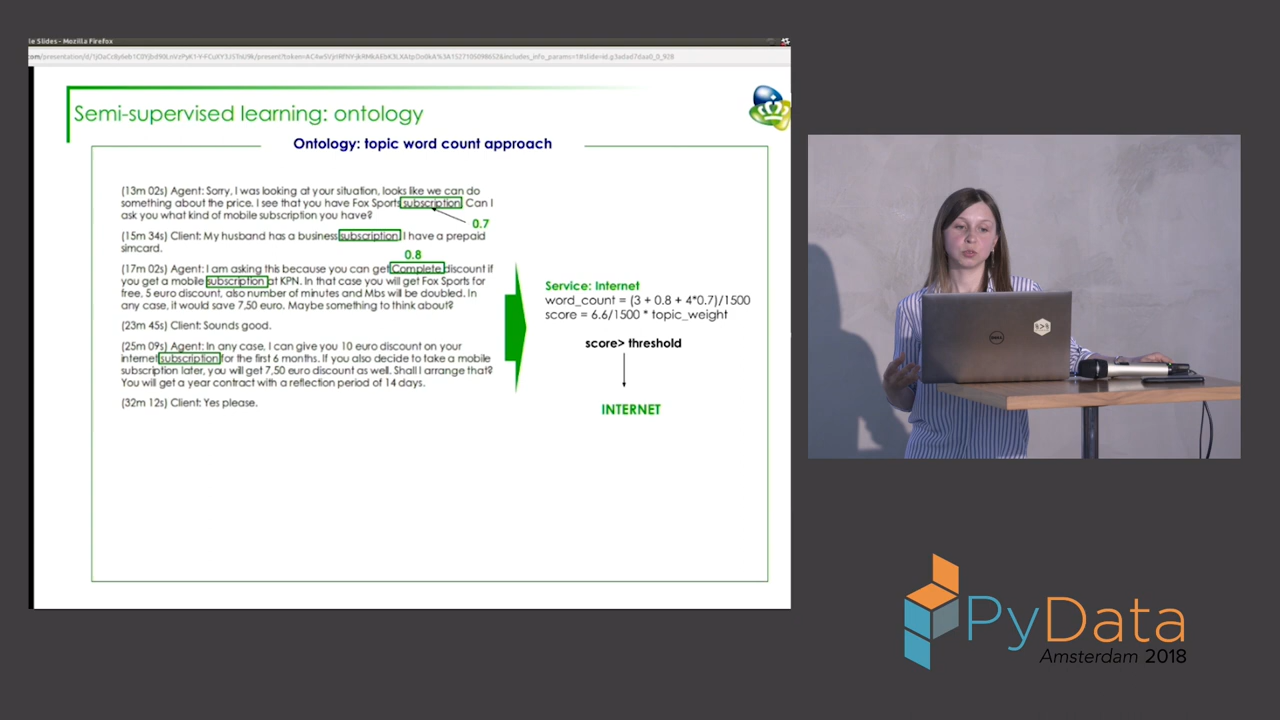 le Slides - Mozilla Firefox
Semi-supervised learning: ontology
Ontology: topic word count approach
(13m 02s) Agent: Sorry, I was looking at your situation, looks like we can do
something about the price. I see that you have Fox Sports subscription. Can I
ask you what kind of mobile subscription you have?
0.7
(15m 34s) Client: My husband has a business subscription. I have a prepaid
simcard.
0.8
(17m 02s) Agent: I am asking this because you can get Complete discount if
you get a mobile subscription at KPN. In that case you will get Fox Sports for
free, 5 euro discount, also number of minutes and Mbs will be doubled. In
any case, it would save 7,50 euro. Maybe something to think about?
(23m 45s) Client: Sounds good.
(25m 09s) Agent: In any case, I can give you 10 euro discount on your
internet subscription for the first 6 months. If you also decide to take a mobile
subscription later, you will get 7,50 euro discount as well. Shall I arrange that?
You will get a year contract with a reflection period of 14 days.
(32m 12s) Client: Yes please.
Service: Internet
word_count = (3 + 0.8 + 4*0.7)/1500
score = 6.6/1500 * topic_weight
score> threshold
INTERNET
DELL
PyData
Amsterdam 2018